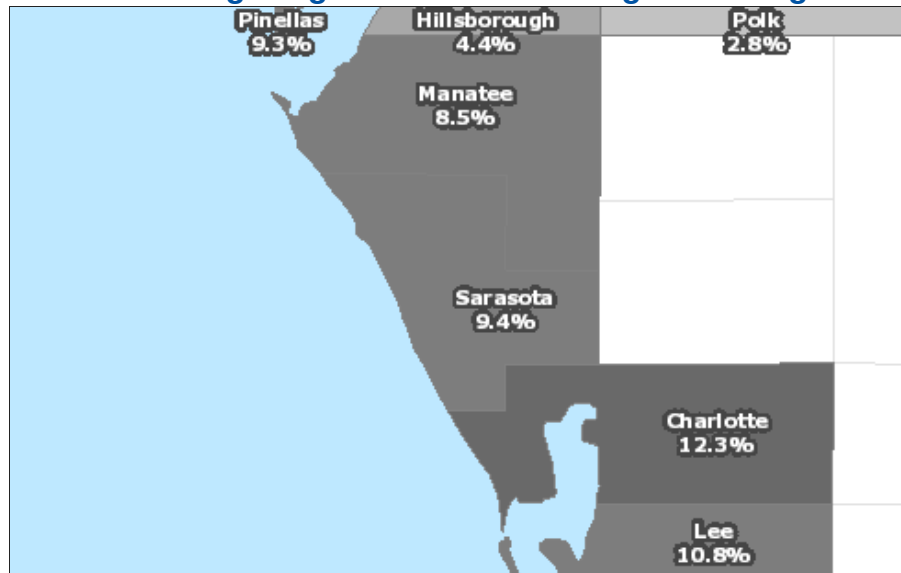 Pinellas
9.3%
Hillsborough
4.4%
Polk
2.8%
Manatee
8.5%
Sarasota
9.4%
Charlotte
12.3%
Lee
10.8%